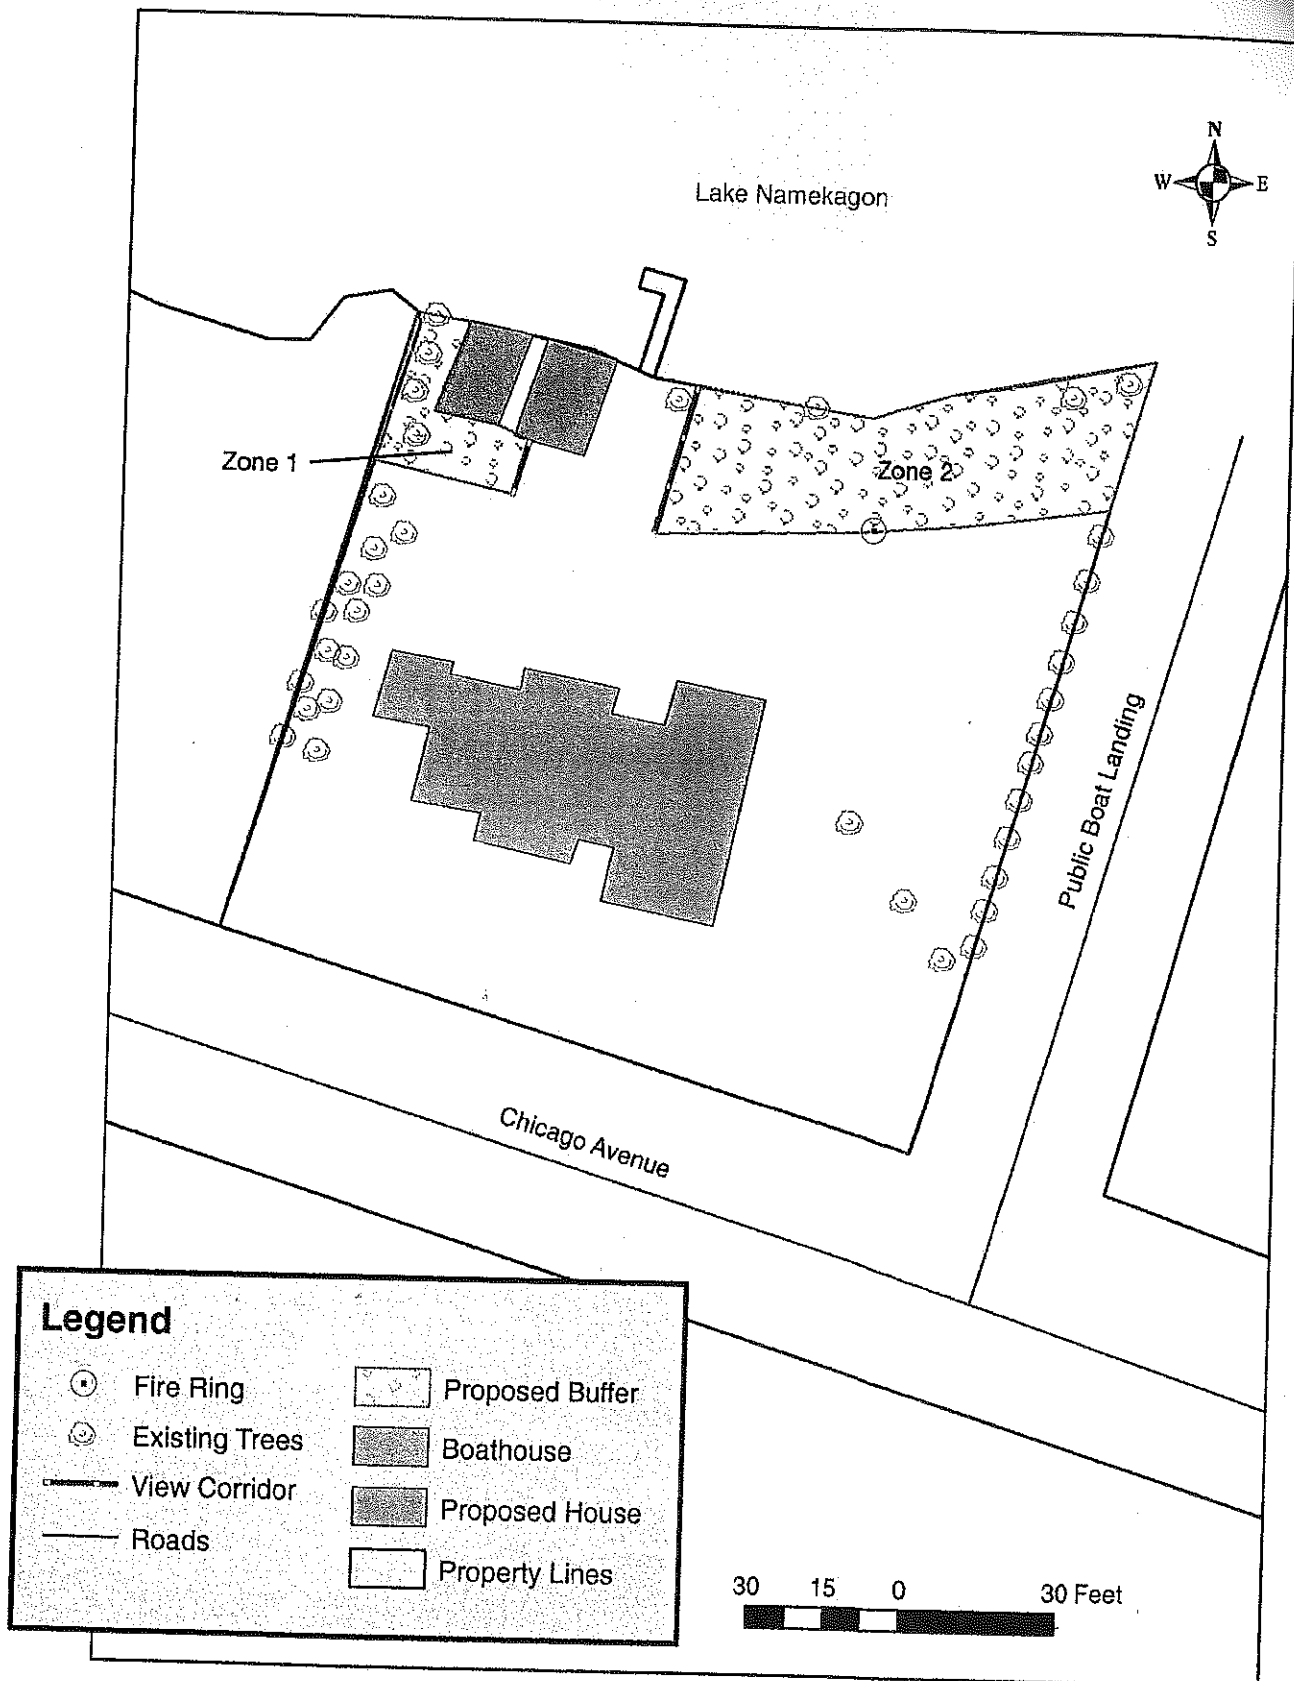 N
W E
S
Lake Namekagon
Zone 1
Zone 2
Public Boat Landing
Chicago Avenue
Legend
Fire Ring
Existing Trees
View Corridor
Roads
Proposed Buffer
Boathouse
Proposed House
Property Lines
30 15 0 30 Feet